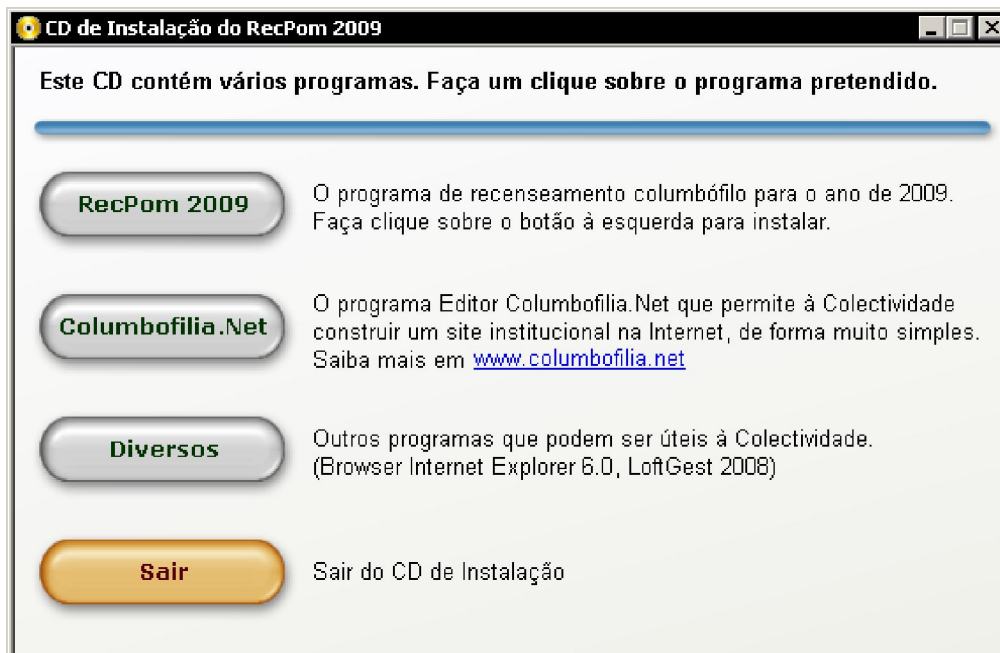 CD de Instalação do RecPom 2009
Este CD contém vários programas. Faça um clique sobre o programa pretendido.
RecPom 2009
O programa de recenseamento columbófilo para o ano de 2009.
Faça clique sobre o botão à esquerda para instalar.
Columbofilia.Net
O programa Editor Columbofilia.Net que permite à Colectividade
construir um site institucional na Internet, de forma muito simples.
Saiba mais em www.columbofilia.net
Diversos
Outros programas que podem ser úteis à Colectividade.
(Browser Internet Explorer 6.0, LoftGest 2008)
Sair
Sair do CD de Instalação